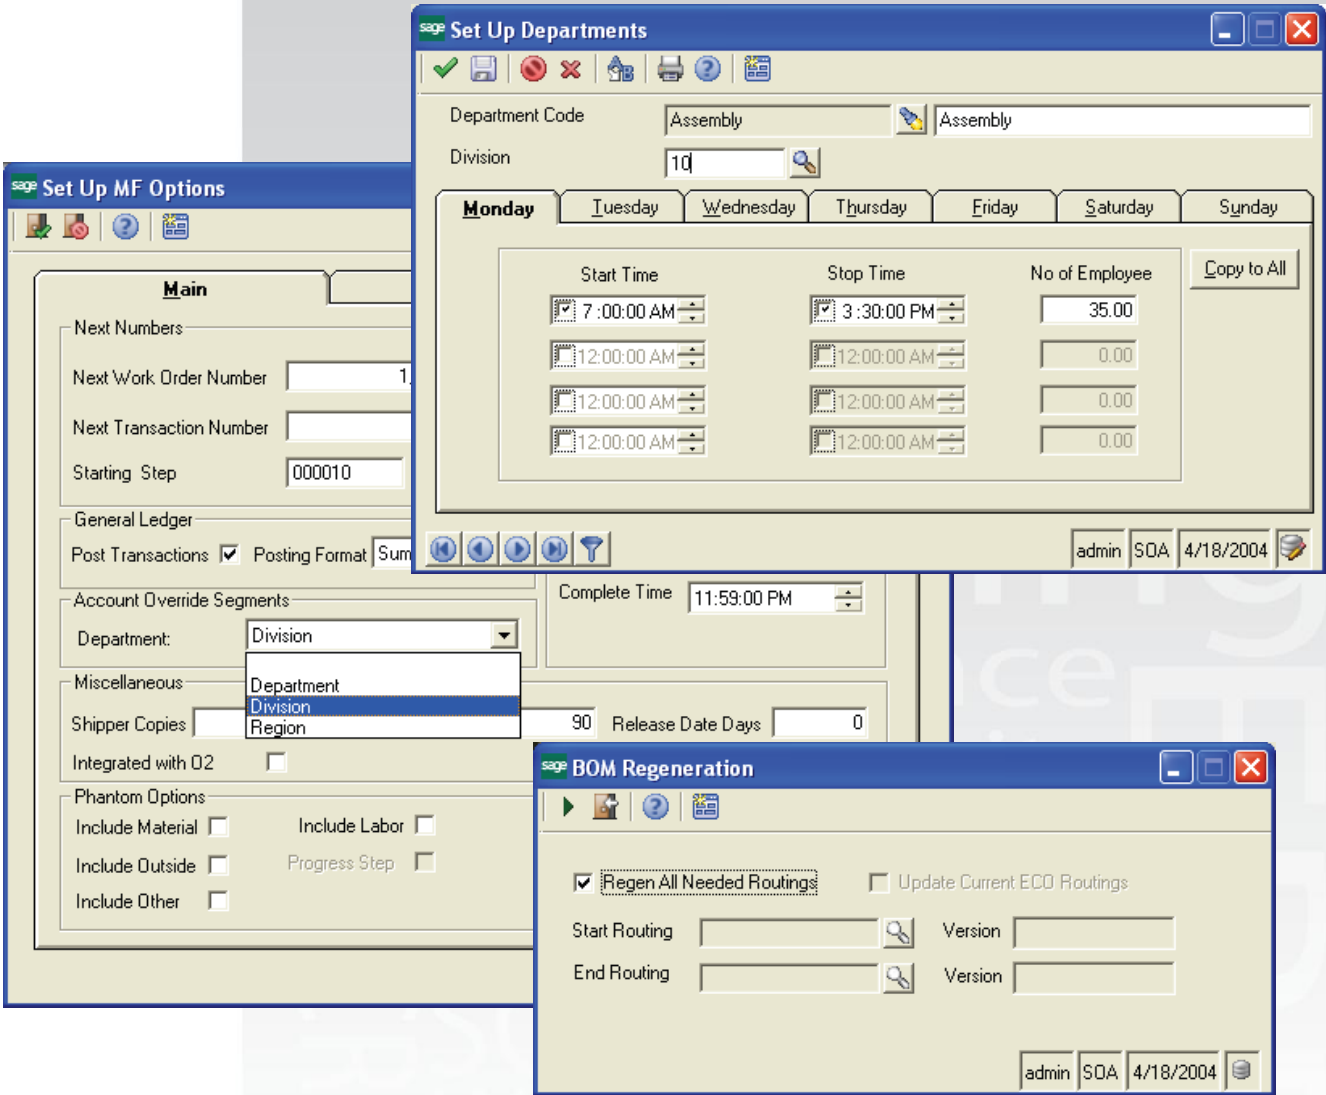 sage Set Up Departments
Department Code Assembly Assembly
Division 10
Monday Tuesday Wednesday Thursday Friday Saturday Sunday
Start Time Stop Time No of Employee Copy to All
7 :00:00 AM 3 :30:00 PM 35.00
12:00:00 AM 12:00:00 AM 0.00
12:00:00 AM 12:00:00 AM 0.00
12:00:00 AM 12:00:00 AM 0.00
admin SOA 4/18/2004
sage Set Up MF Options
Main
Next Numbers
Next Work Order Number 1,
Next Transaction Number
Starting Step 000010
General Ledger
Post Transactions Posting Format Sum
Account Override Segments
Department: Division
Department
Division
Region
Complete Time 11:59:00 PM
Miscellaneous
Shipper Copies 90 Release Date Days 0
Integrated with O2
Phantom Options
Include Material Include Labor
Include Outside Progress Step
Include Other
sage BOM Regeneration
Regen All Needed Routings Update Current ECO Routings
Start Routing Version
End Routing Version
admin SOA 4/18/2004